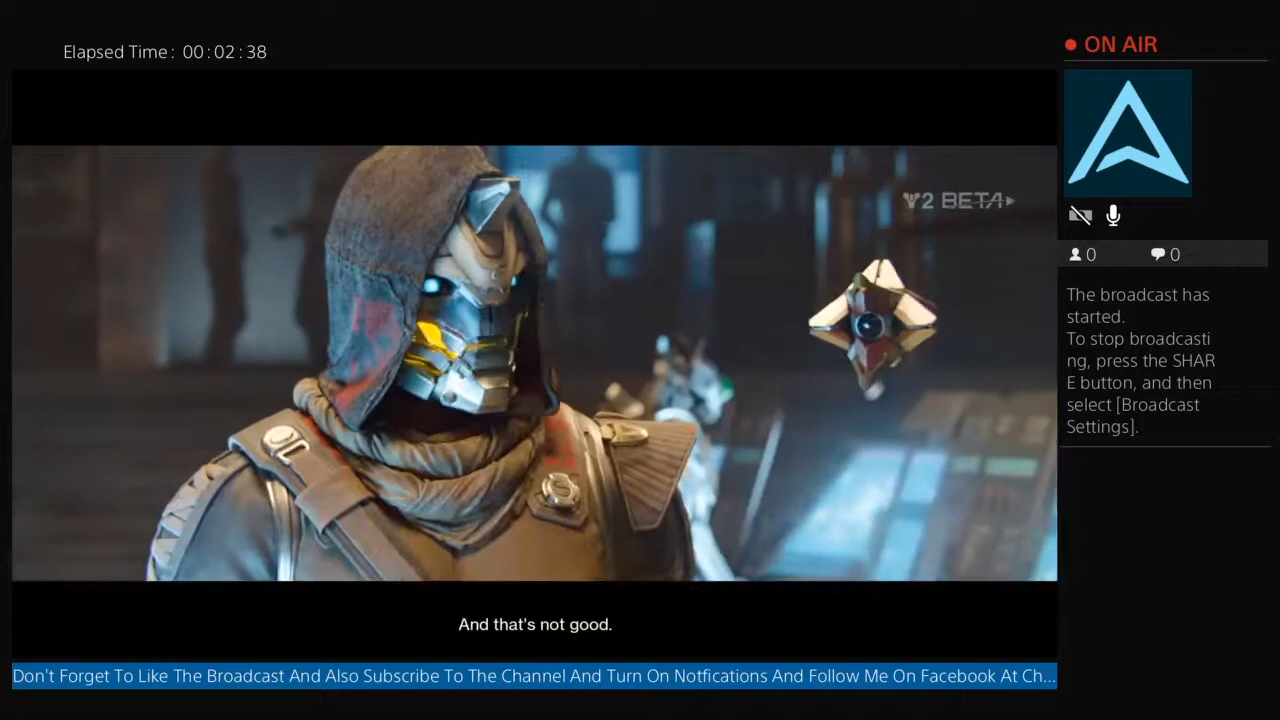 Elapsed Time: 00:02:38
ON AIR
2 BETA
0
0
The broadcast has
started.
To stop broadcasti
ng, press the SHAR
E button, and then
select [Broadcast
Settings].
And that's not good.
Don't Forget To Like The Broadcast And Also Subscribe To The Channel And Turn On Notfications And Follow Me On Facebook At Ch...